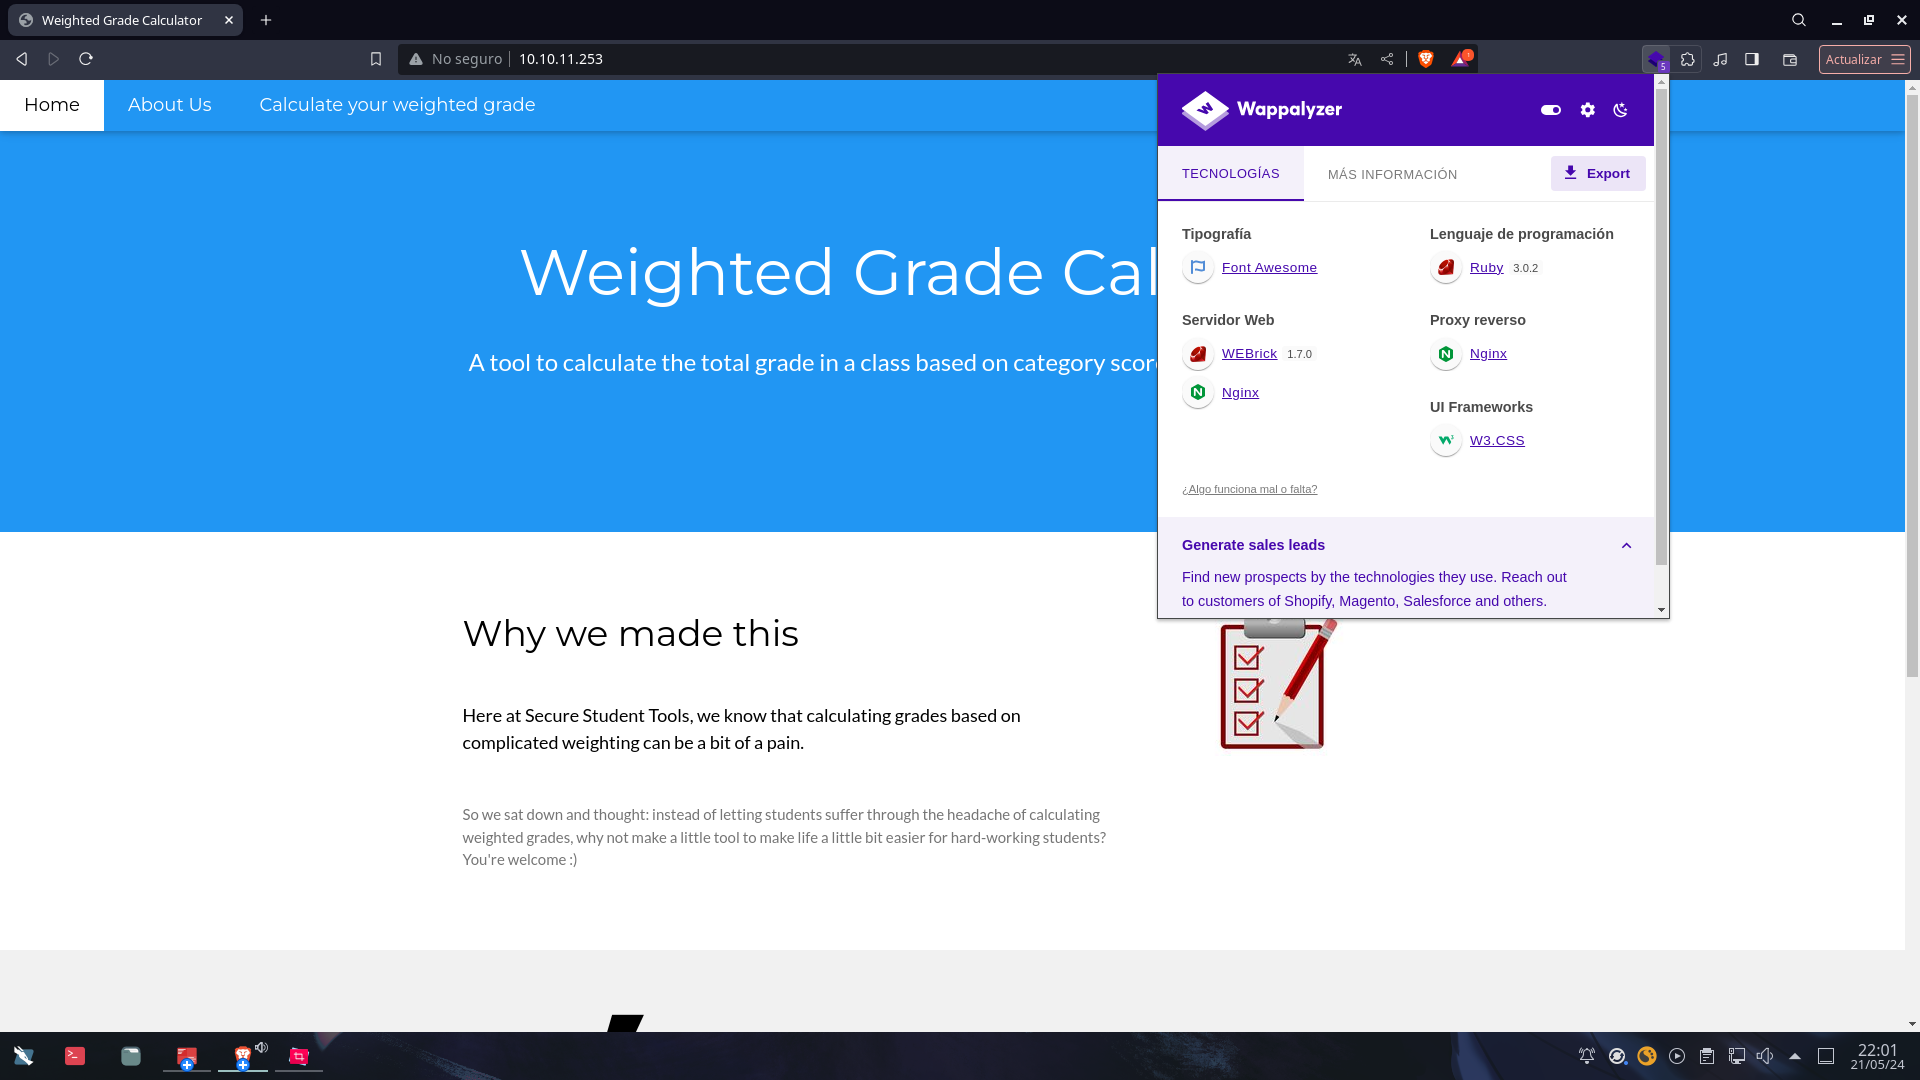 Weighted Grade Calculator
No seguro
10.10.11.253
5
1
Actualizar
Home
About Us
Calculate your weighted grade
Wappalyzer
TECNOLOGÍAS
MÁS INFORMACIÓN
Export
Tipografía
Font Awesome
Lenguaje de programación
Ruby 3.0.2
Servidor Web
WEBrick 1.7.0
Nginx
Proxy reverso
Nginx
UI Frameworks
W3.CSS
¿Algo funciona mal o falta?
Generate sales leads
Find new prospects by the technologies they use. Reach out
to customers of Shopify, Magento, Salesforce and others.
Weighted Grade Cal
A tool to calculate the total grade in a class based on category scor
Why we made this
Here at Secure Student Tools, we know that calculating grades based on
complicated weighting can be a bit of a pain.
So we sat down and thought: instead of letting students suffer through the headache of calculating
weighted grades, why not make a little tool to make life a little bit easier for hard-working students?
You're welcome :)
22:01
21/05/24